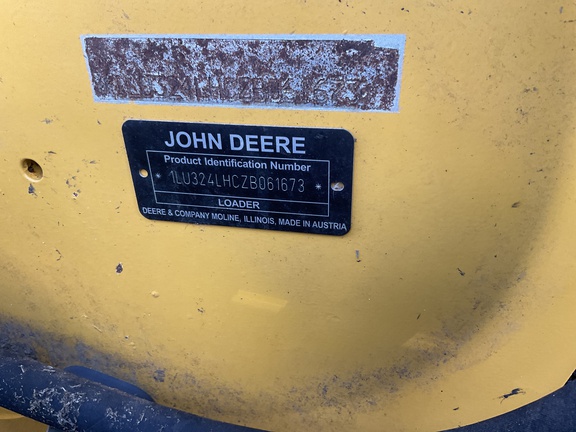 JOHN DEERE
Product Identification Number
*1LU324LHCZB061673*
LOADER
DEERE & COMPANY MOLINE, ILLINOIS, MADE IN AUSTRIA